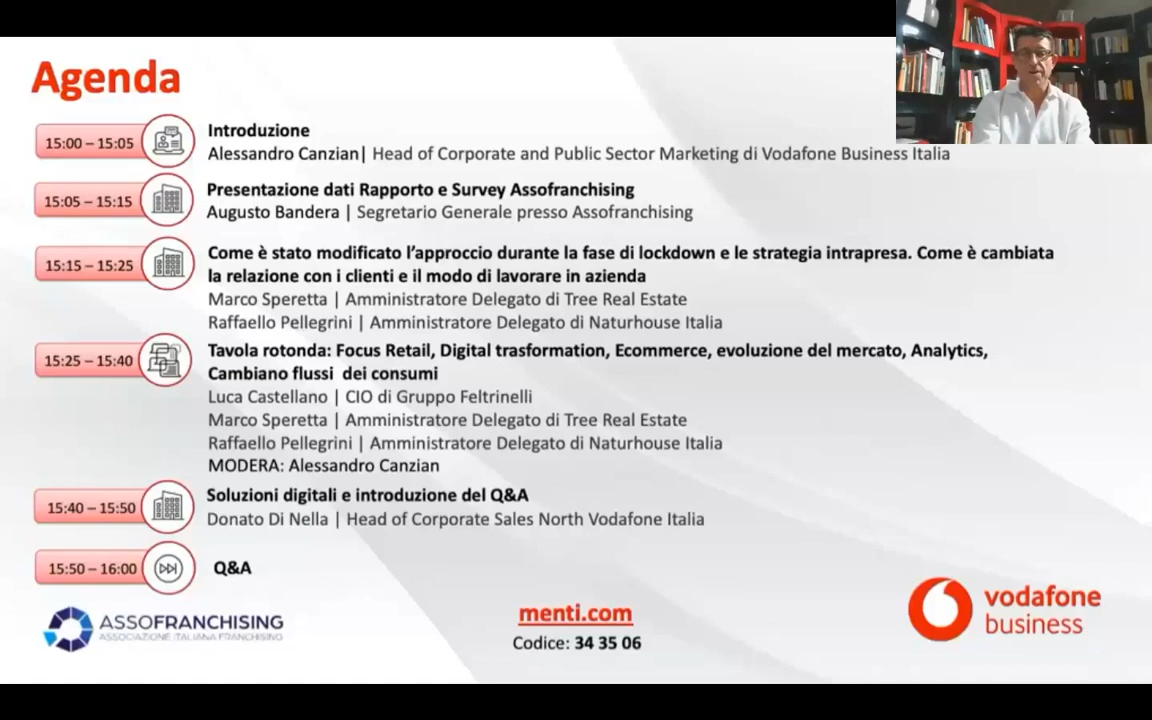 Agenda
15:00 – 15:05
Introduzione
Alessandro Canzian| Head of Corporate and Public Sector Marketing di Vodafone Business Italia
15:05 – 15:15
Presentazione dati Rapporto e Survey Assofranchising
Augusto Bandera | Segretario Generale presso Assofranchising
15:15 – 15:25
Come è stato modificato l’approccio durante la fase di lockdown e le strategia intrapresa. Come è cambiata
la relazione con i clienti e il modo di lavorare in azienda
Marco Speretta | Amministratore Delegato di Tree Real Estate
Raffaello Pellegrini | Amministratore Delegato di Naturhouse Italia
15:25 – 15:40
Tavola rotonda: Focus Retail, Digital trasformation, Ecommerce, evoluzione del mercato, Analytics,
Cambiano flussi dei consumi
Luca Castellano | CIO di Gruppo Feltrinelli
Marco Speretta | Amministratore Delegato di Tree Real Estate
Raffaello Pellegrini | Amministratore Delegato di Naturhouse Italia
MODERA: Alessandro Canzian
15:40 – 15:50
Soluzioni digitali e introduzione del Q&A
Donato Di Nella | Head of Corporate Sales North Vodafone Italia
15:50 – 16:00
Q&A
ASSOFRANCHISING
ASSOCIAZIONE ITALIANA FRANCHISING
menti.com
Codice: 34 35 06
vodafone
business